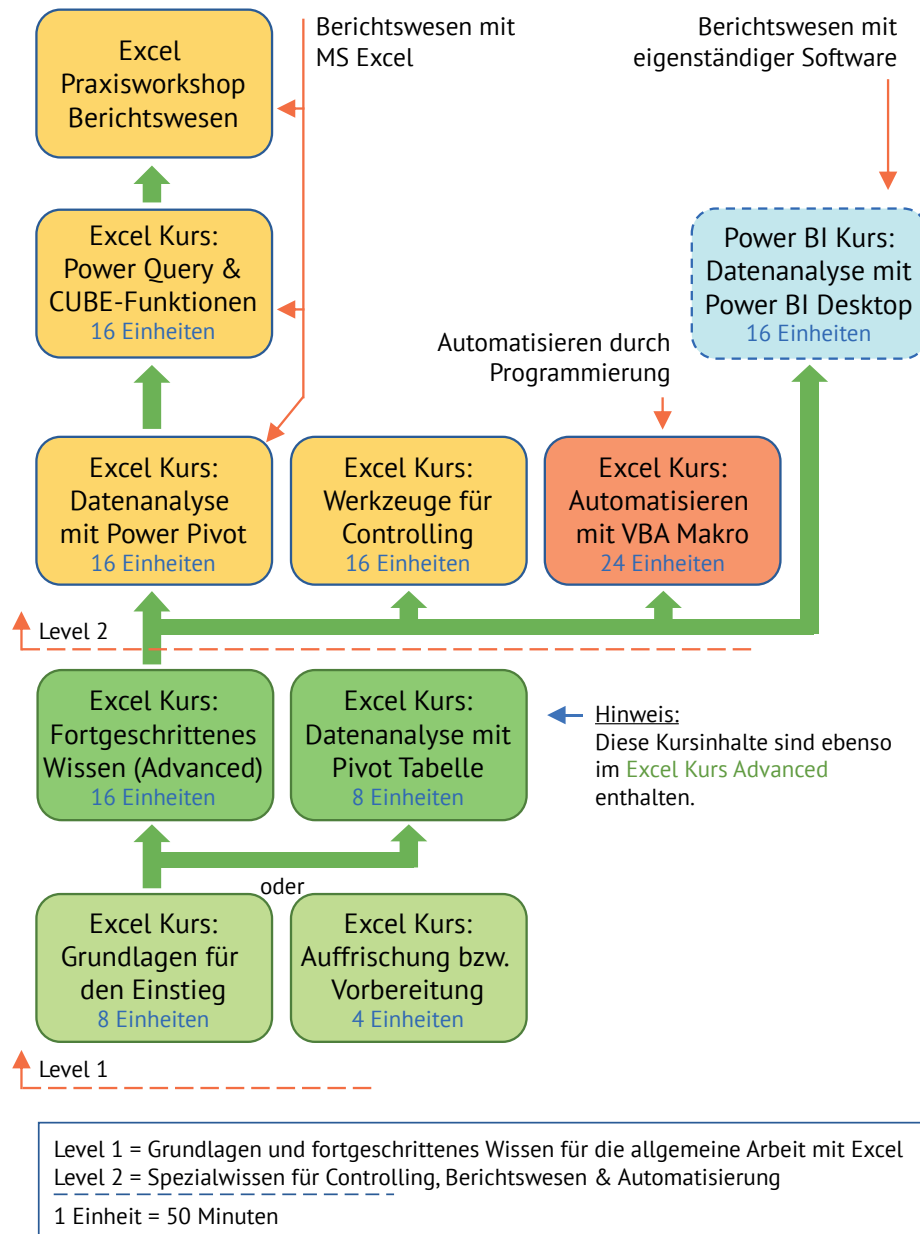 Excel
Praxisworkshop
Berichtswesen
Berichtswesen mit
MS Excel
Berichtswesen mit
eigenständiger Software
Excel Kurs:
Power Query &
CUBE-Funktionen
16 Einheiten
Power BI Kurs:
Datenanalyse mit
Power BI Desktop
16 Einheiten
Automatisieren durch
Programmierung
Excel Kurs:
Datenanalyse
mit Power Pivot
16 Einheiten
Excel Kurs:
Werkzeuge für
Controlling
16 Einheiten
Excel Kurs:
Automatisieren
mit VBA Makro
24 Einheiten
Level 2
Excel Kurs:
Fortgeschrittenes
Wissen (Advanced)
16 Einheiten
Excel Kurs:
Datenanalyse mit
Pivot Tabelle
8 Einheiten
Hinweis:
Diese Kursinhalte sind ebenso
im Excel Kurs Advanced
enthalten.
oder
Excel Kurs:
Grundlagen für
den Einstieg
8 Einheiten
Excel Kurs:
Auffrischung bzw.
Vorbereitung
4 Einheiten
Level 1
Level 1 = Grundlagen und fortgeschrittenes Wissen für die allgemeine Arbeit mit Excel
Level 2 = Spezialwissen für Controlling, Berichtswesen & Automatisierung
1 Einheit = 50 Minuten